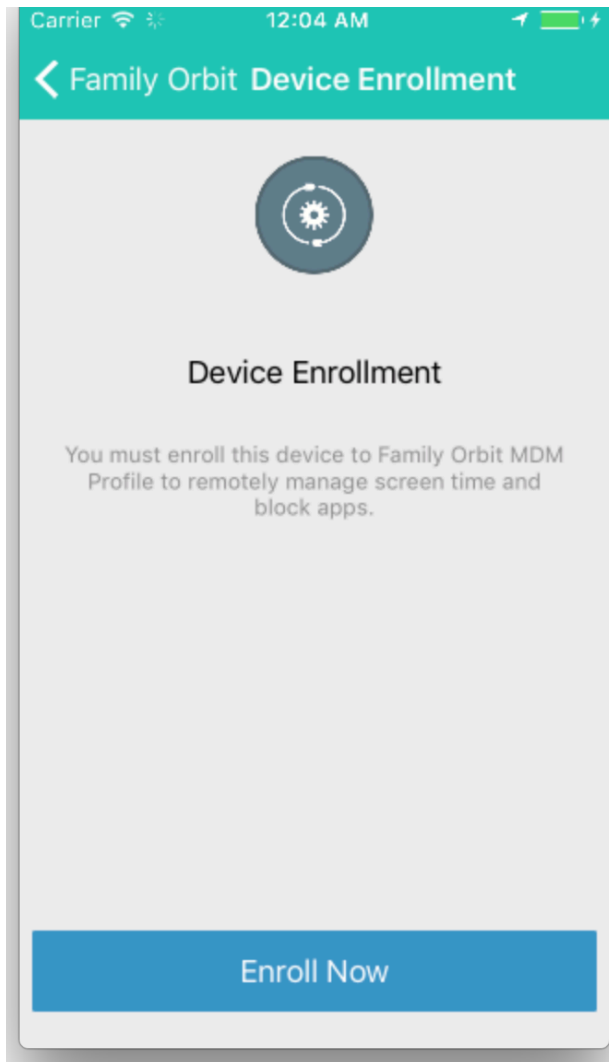 Carrier 12:04 AM
Family Orbit Device Enrollment
Device Enrollment
You must enroll this device to Family Orbit MDM
Profile to remotely manage screen time and
block apps.
Enroll Now